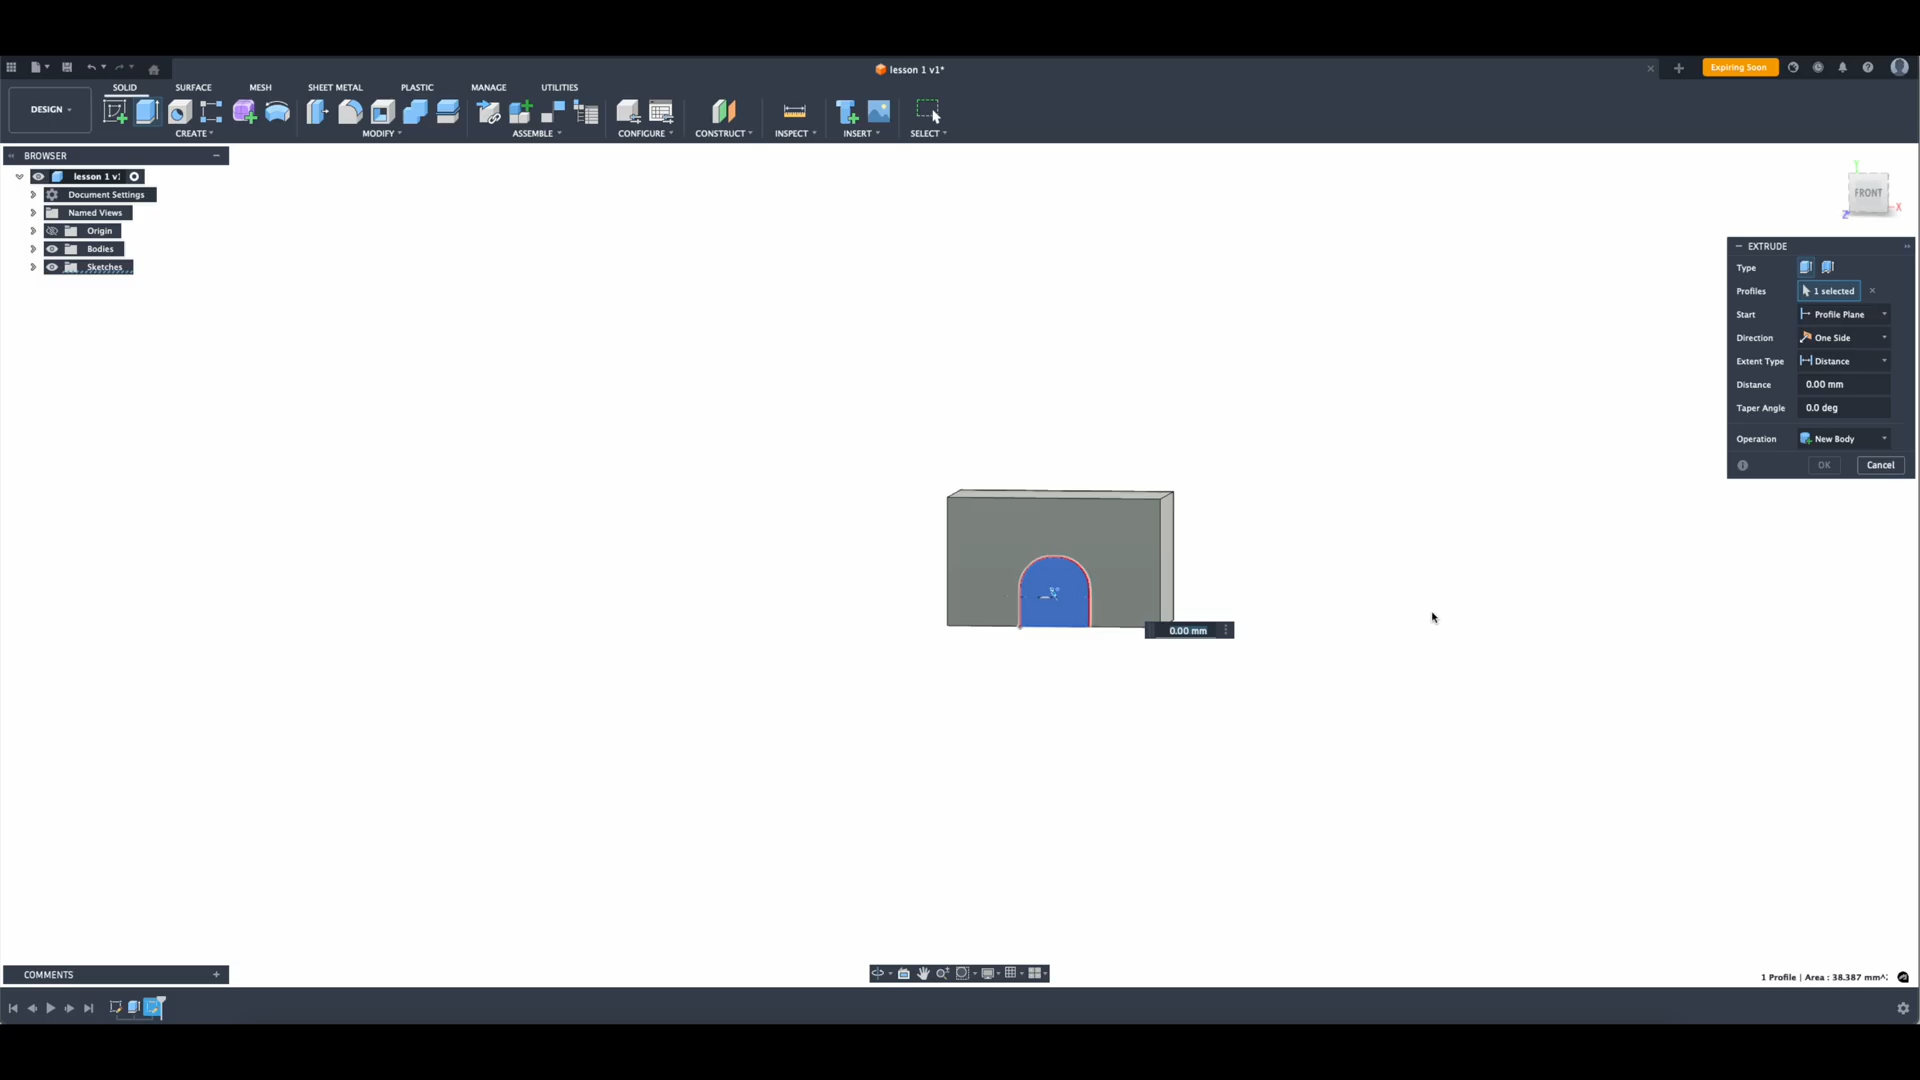 lesson 1 v1*
Expiring Soon
SOLID SURFACE MESH SHEET METAL PLASTIC MANAGE UTILITIES
DESIGN
CREATE MODIFY ASSEMBLE CONFIGURE CONSTRUCT INSPECT INSERT SELECT
BROWSER
lesson 1 v:
Document Settings
Named Views
Origin
Bodies
Sketches
Y
FRONT
X
Z
EXTRUDE
Type
Profiles 1 selected
Start Profile Plane
Direction One Side
Extent Type Distance
Distance 0.00 mm
Taper Angle 0.0 deg
Operation New Body
OK Cancel
0.00 mm
COMMENTS
1 Profile | Area : 38.387 mm^: